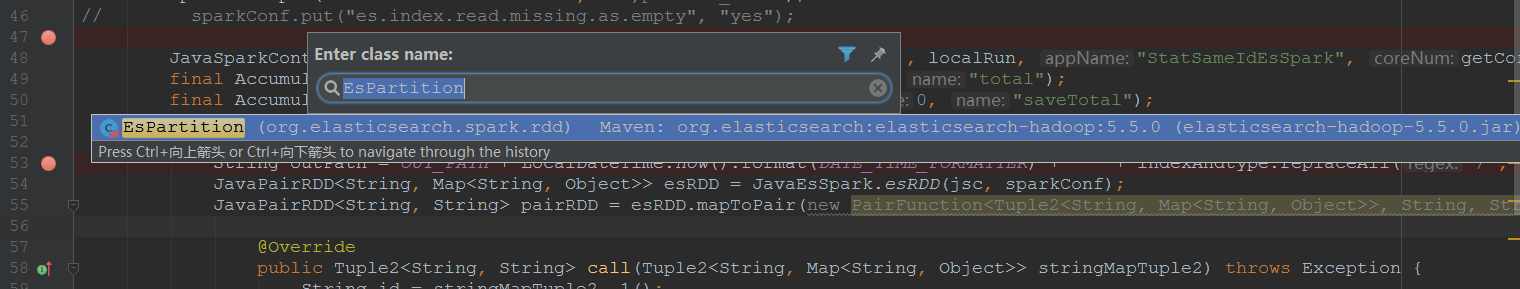 46 // sparkConf.put("es.index.read.missing.as.empty", "yes");
47
Enter class name:
48 JavaSparkCont , localRun, appName: "StatSameIdEsSpark", coreNum: getCo
49 final Accumul name: "total");
EsPartition
50 final Accumul 0, name: "saveTotal");
51
EsPartition (org.elasticsearch.spark.rdd) Maven: org.elasticsearch:elasticsearch-hadoop:5.5.0 (elasticsearch-hadoop-5.5.0.jar)
52
Press Ctrl+向上箭头 or Ctrl+向下箭头 to navigate through the history
53 String outPath = OUT_PATH + LocalDateTime.now().format(DATE_TIME_FORMATTER) + + indexAndType.replaceAll( regex:
54 JavaPairRDD<String, Map<String, Object>> esRDD = JavaEsSpark.esRDD(jsc, sparkConf);
55 JavaPairRDD<String, String> pairRDD = esRDD.mapToPair(new PairFunction<Tuple2<String, Map<String, Object>>, String, Str
56
57 @Override
58 public Tuple2<String, String> call(Tuple2<String, Map<String, Object>> stringMapTuple2) throws Exception {
String id = stringMapTuple2._1();